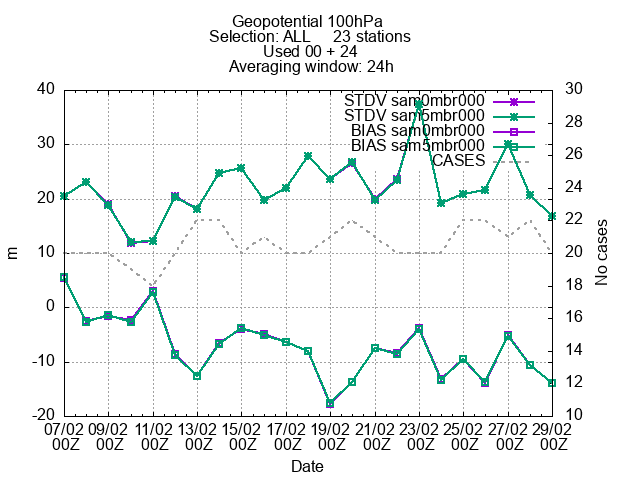 Geopotential 100hPa
Selection: ALL 23 stations
Used 00 + 24
Averaging window: 24h
40 30
STDV sam0mbr000
STDV sam5mbr000
BIAS sam0mbr000
BIAS sam5mbr000
CASES
30 28
20 26
10 24
0 22
-10 20
-20 18
16
14
12
10
m
No cases
07/02 09/02 11/02 13/02 15/02 17/02 19/02 21/02 23/02 25/02 27/02 29/02
00Z 00Z 00Z 00Z 00Z 00Z 00Z 00Z 00Z 00Z 00Z 00Z
Date